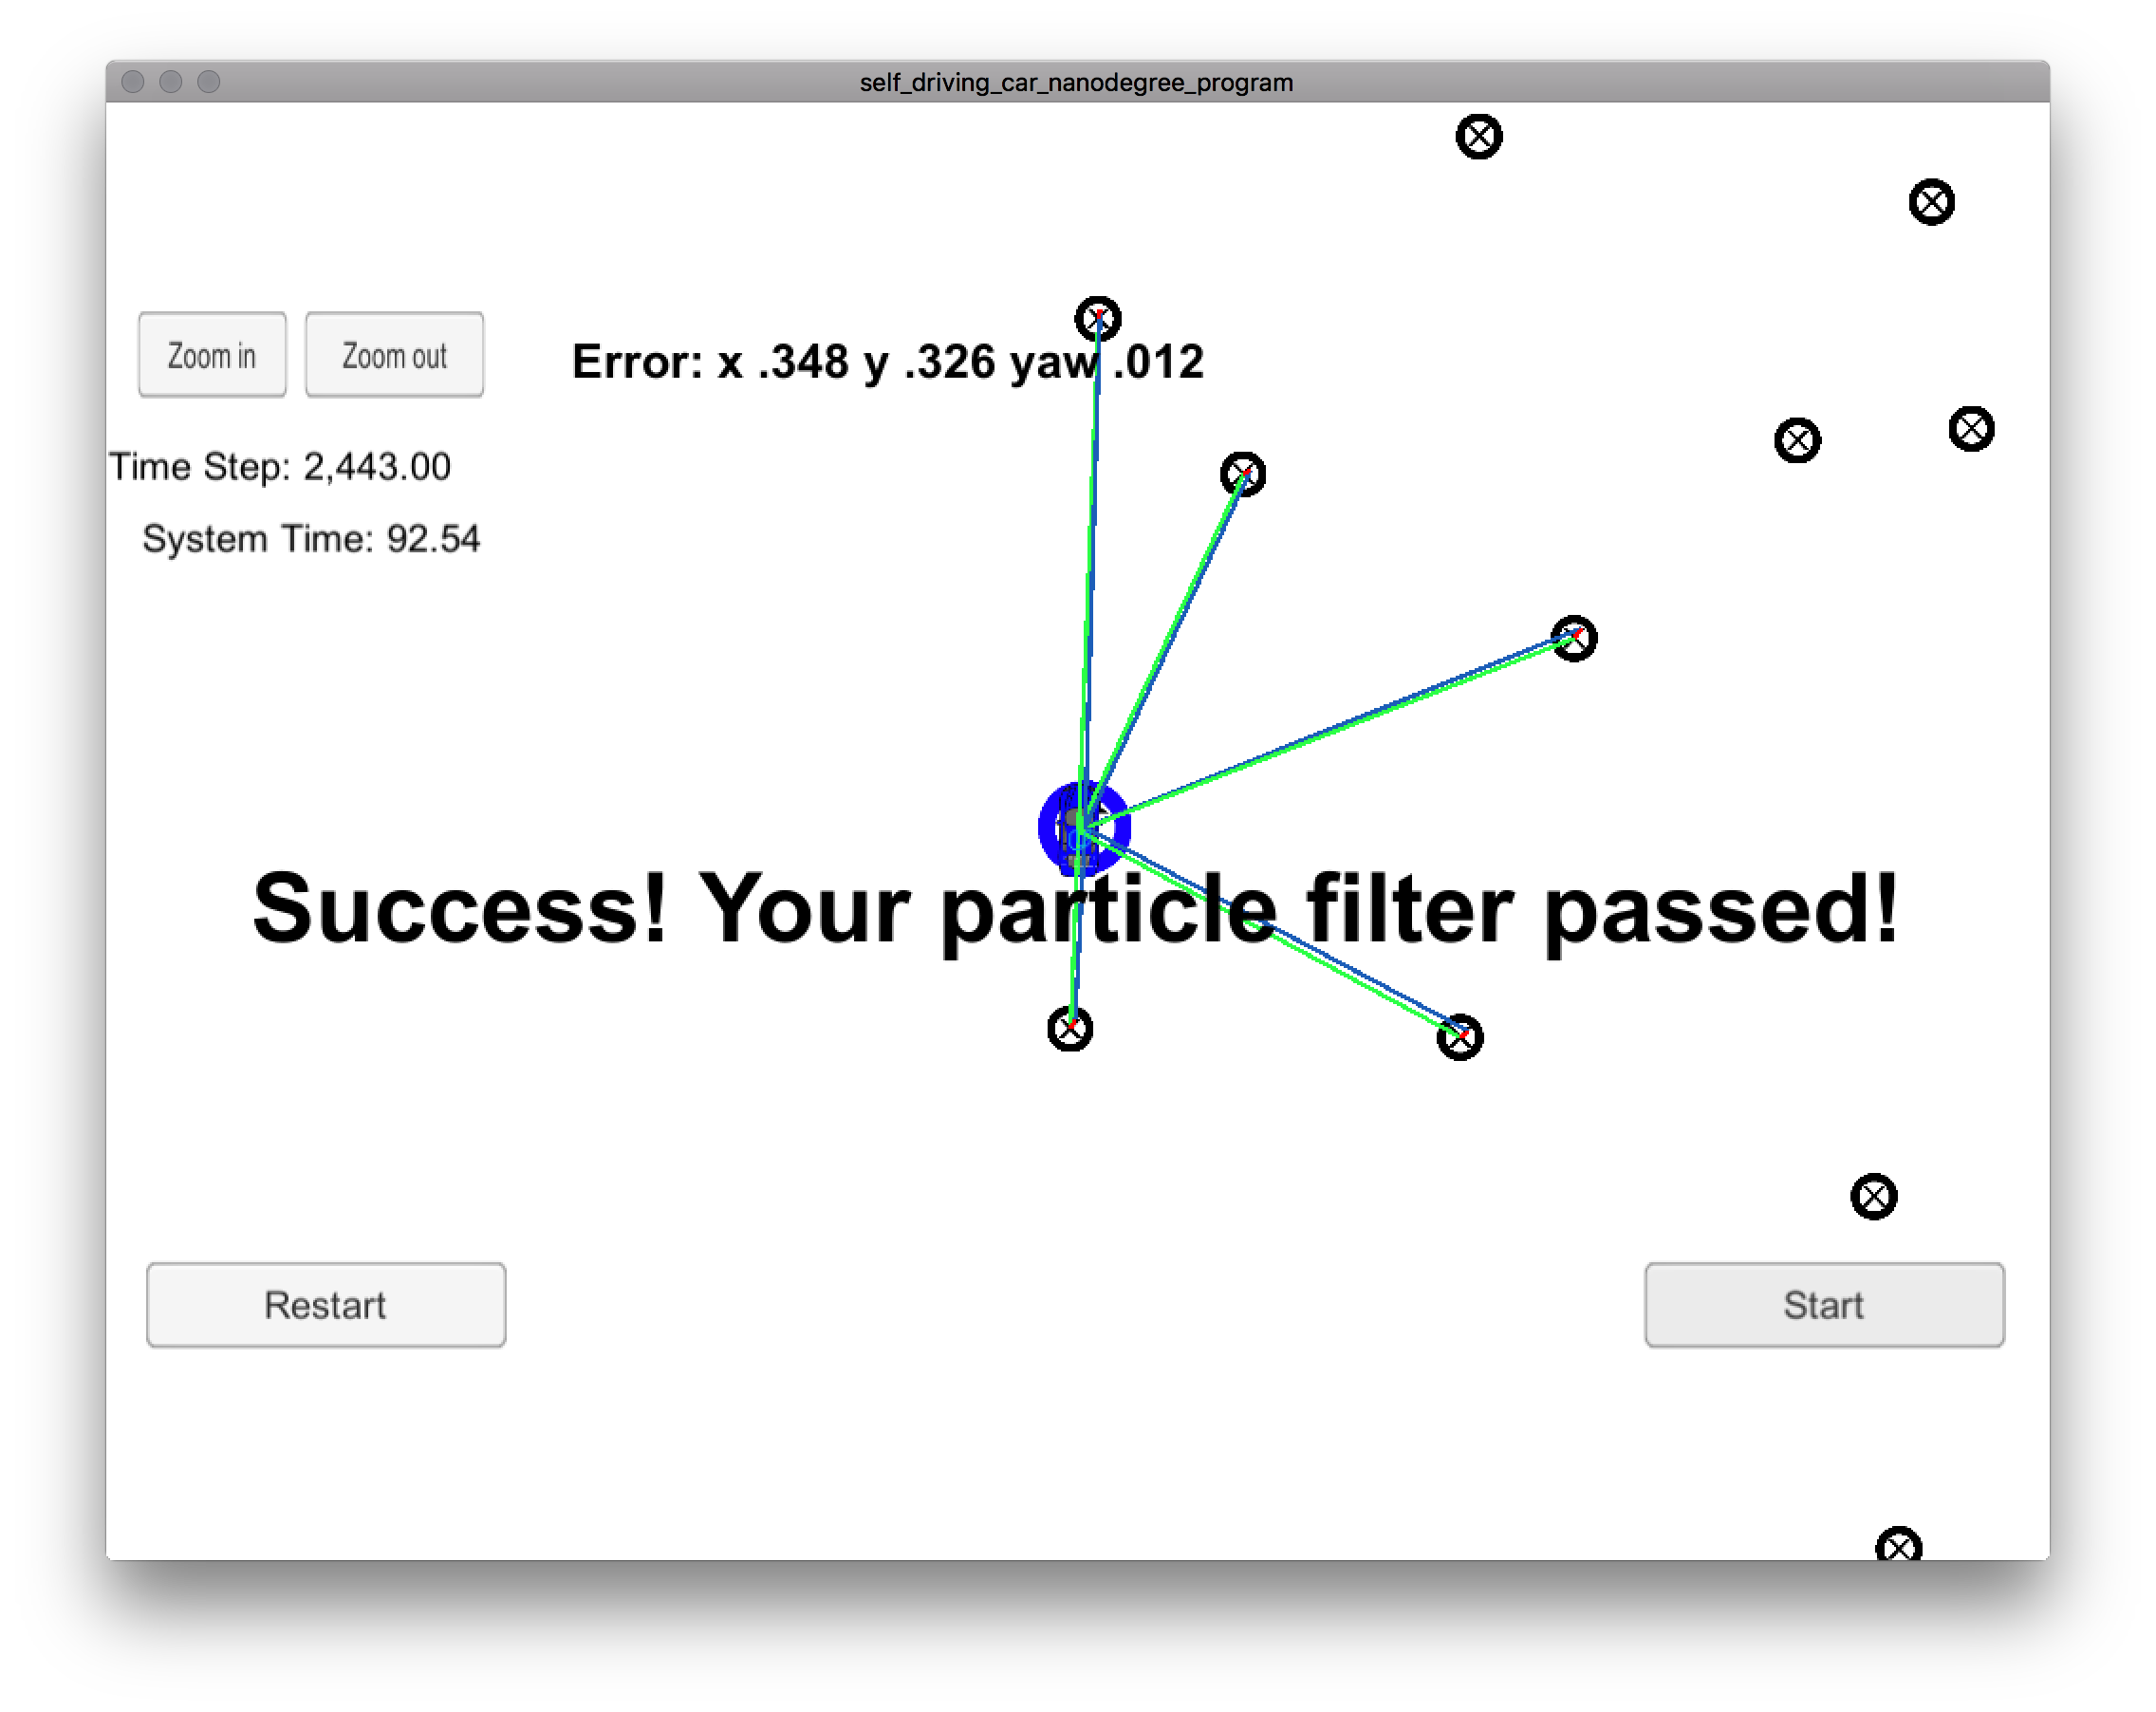 self_driving_car_nanodegree_program
Zoom in
Zoom out
Error: x .348 y .326 yaw .012
Time Step: 2,443.00
System Time: 92.54
Success! Your particle filter passed!
Restart
Start